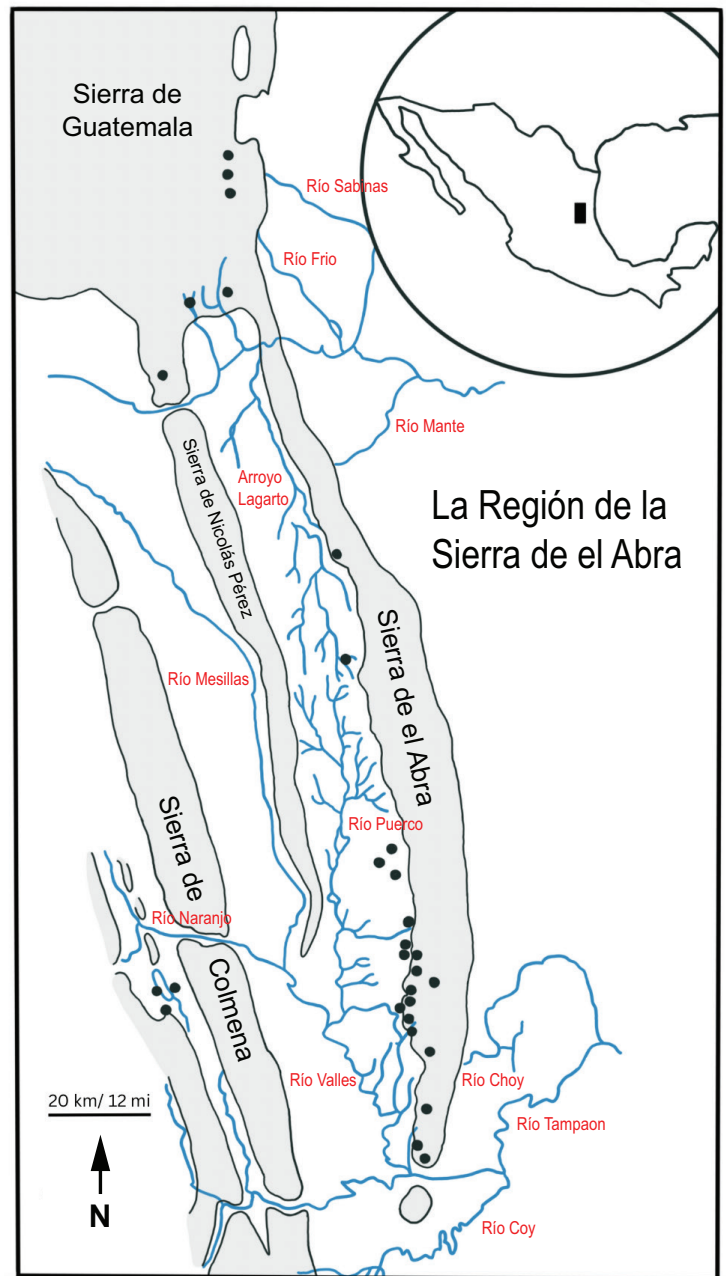 Sierra de
Guatemala
Río Sabinas
Río Frio
Río Mante
Sierra de Nicolás Pérez
Arroyo
Lagarto
La Región de la
Sierra de el Abra
Sierra de el Abra
Río Mesillas
Sierra de
Río Puerco
Río Naranjo
Colmena
Río Valles
Río Choy
20 km/ 12 mi
Río Tampaon
N
Río Coy